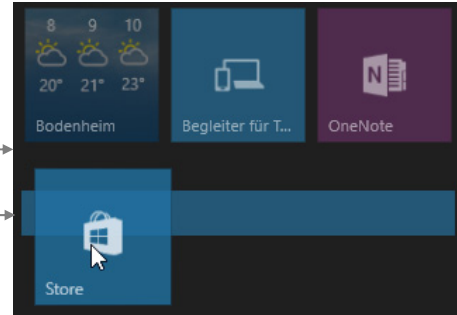 8 9 10
20° 21° 23°
Bodenheim
Begleiter für T...
N
OneNote
Store